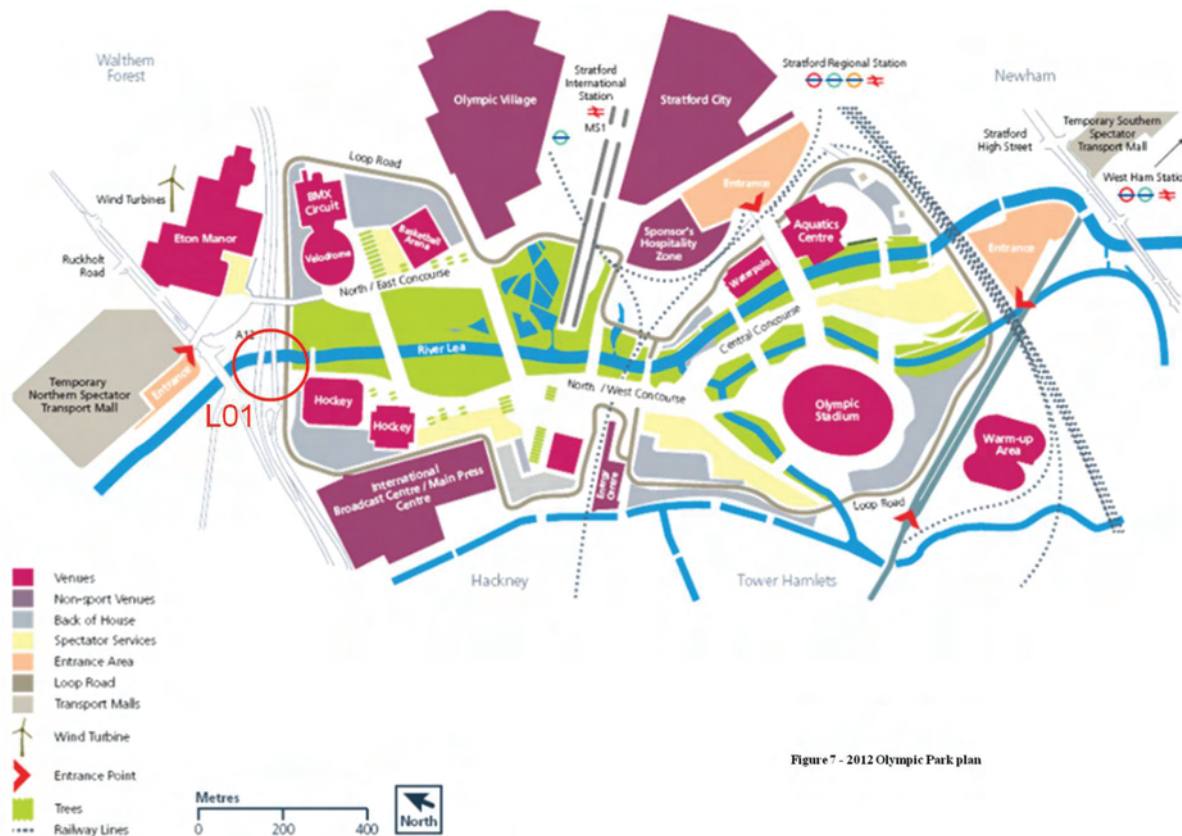 Walthem
Forest
Olympic Village
Stratford
International
Station
MS1
Stratford City
Stratford Regional Station
Newham
Temporary Southern
Spectator
Transport Mall
Stratford
High Street
West Ham Station
Loop Road
Wind Turbines
Eton Manor
BMX
Circuit
Velodrome
Basketball
Arena
Entrance
Sponsor's
Hospitality
Zone
Aquatics
Centre
Waterpolo
Entrance
Ruckholt
Road
North / East Concourse
Central Concourse
A12
River Lea
Temporary
Northern Spectator
Transport Mall
Entrance
L01
Hockey
Hockey
North / West Concourse
Olympic
Stadium
Warm-up
Area
International
Broadcast Centre / Main Press
Centre
Energy
Centre
Loop Road
Hackney
Tower Hamlets
Venues
Non-sport Venues
Back of House
Spectator Services
Entrance Area
Loop Road
Transport Malls
Wind Turbine
Entrance Point
Trees
Railway Lines
Metres
0 200 400
North
Figure 7 - 2012 Olympic Park plan